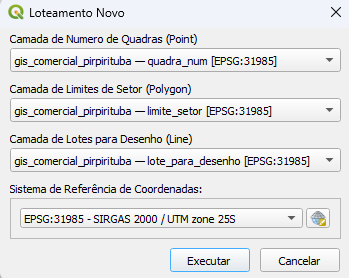 Loteamento Novo
Camada de Numero de Quadras (Point)
gis_comercial_pirpirituba — quadra_num [EPSG:31985]
Camada de Limites de Setor (Polygon)
gis_comercial_pirpirituba — limite_setor [EPSG:31985]
Camada de Lotes para Desenho (Line)
gis_comercial_pirpirituba — lote_para_desenho [EPSG:31985]
Sistema de Referência de Coordenadas:
EPSG:31985 - SIRGAS 2000 / UTM zone 25S
Executar
Cancelar